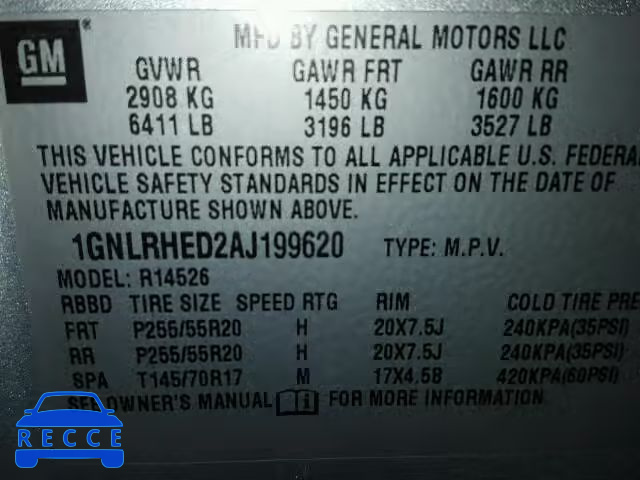 GM ® MFD BY GENERAL MOTORS LLC
GVWR GAWR FRT GAWR RR
2908 KG 1450 KG 1600 KG
6411 LB 3196 LB 3527 LB
THIS VEHICLE CONFORMS TO ALL APPLICABLE U.S. FEDERA
VEHICLE SAFETY STANDARDS IN EFFECT ON THE DATE OF
MANUFACTURE SHOWN ABOVE.
1GNLRHED2AJ199620 TYPE: M.P.V.
MODEL: R14526
RBBD TIRE SIZE SPEED RTG RIM COLD TIRE PRE
FRT P255/55R20 H 20X7.5J 240KPA(35PSI)
RR P255/55R20 H 20X7.5J 240KPA(35PSI)
SPA T145/70R17 M 17X4.5B 420KPA(60PSI)
SEE OWNER'S MANUAL FOR MORE INFORMATION
RECCE